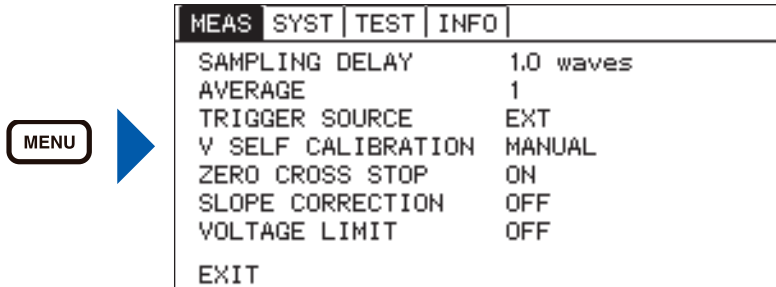 MENU
MEAS SYST TEST INFO
SAMPLING DELAY 1.0 waves
AVERAGE 1
TRIGGER SOURCE EXT
V SELF CALIBRATION MANUAL
ZERO CROSS STOP ON
SLOPE CORRECTION OFF
VOLTAGE LIMIT OFF
EXIT